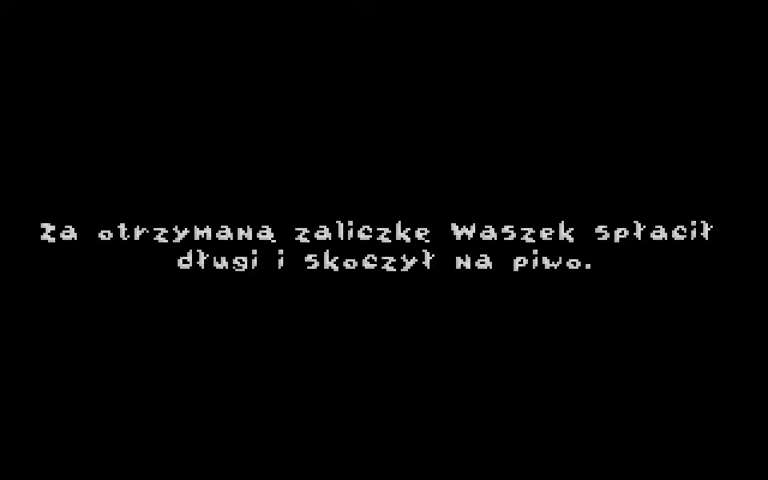 Za otrzymaną zaliczkę Waszek spłacił
długi i skoczył na piwo.